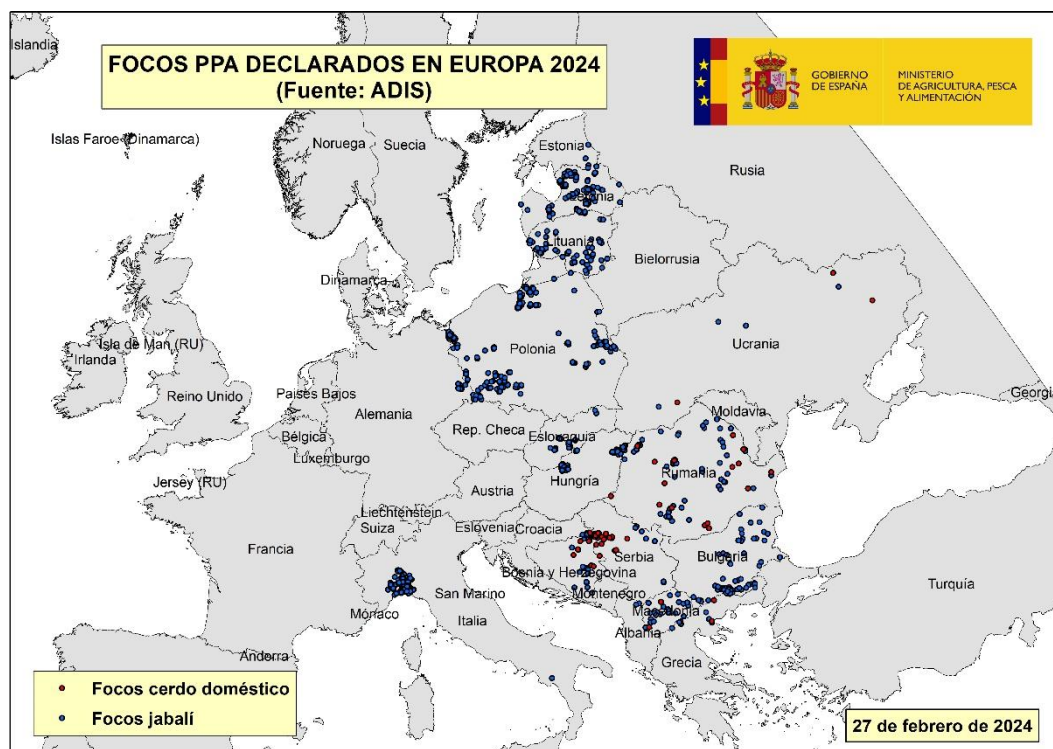 Islandia
FOCOS PPA DECLARADOS EN EUROPA 2024
(Fuente: ADIS)
GOBIERNO
DE ESPAÑA
MINISTERIO
DE AGRICULTURA, PESCA
Y ALIMENTACIÓN
Islas Faroe (Dinamarca)
Noruega
Suecia
Estonia
Rusia
Letonia
Lituania
Bielorrusia
Dinamarca
Isla de Man (RU)
Irlanda
Reino Unido
Países Bajos
Polonia
Ucrania
Alemania
Bélgica
Luxemburgo
Rep. Checa
Eslovaquia
Moldavia
Georgia
Jersey (RU)
Austria
Hungría
Rumanía
Liechtenstein
Suiza
Francia
Eslovenia
Croacia
Serbia
Bosnia y Herzegovina
Bulgaria
Turquía
Montenegro
Mónaco
San Marino
Italia
Macedonia
Albania
Andorra
Grecia
Focos cerdo doméstico
Focos jabalí
27 de febrero de 2024